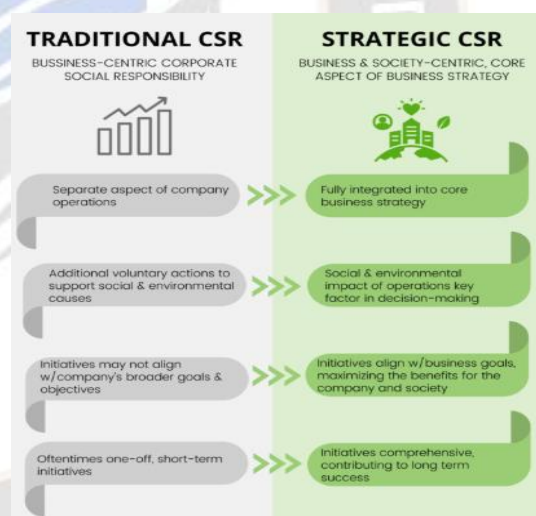 TRADITIONAL CSR
BUSSINESS-CENTRIC CORPORATE
SOCIAL RESPONSIBILITY
STRATEGIC CSR
BUSINESS & SOCIETY-CENTRIC, CORE
ASPECT OF BUSINESS STRATEGY
Separate aspect of company
operations
Fully integrated into core
business strategy
Additional voluntary actions to
support social & environmental
causes
Social & environmental
impact of operations key
factor in decision-making
Initiatives may not align
w/company's broader goals &
objectives
Initiatives align w/business goals,
maximizing the benefits for the
company and society
Oftentimes one-off, short-term
initiatives
Initiatives comprehensive,
contributing to long term
success